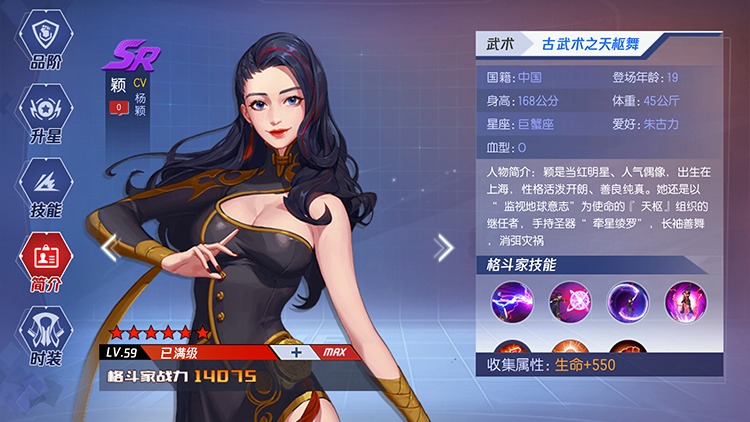 品阶
升星
技能
简介
时装
SR
颖
CV
杨
颖
0
LV.59 已满级 + MAX
格斗家战力 14075
武术 古武术之天枢舞
国籍:中国 登场年龄:19
身高:168公分 体重:45公斤
星座:巨蟹座 爱好:朱古力
血型:O
人物简介：颖是当红明星、人气偶像，出生在
上海，性格活泼开朗、善良纯真。她还是以
“ 监视地球意志”为使命的『 天枢』组织的
继任者，手持圣器 “ 牵星绫罗”，长袖善舞
，消弭灾祸
格斗家技能
收集属性: 生命+550